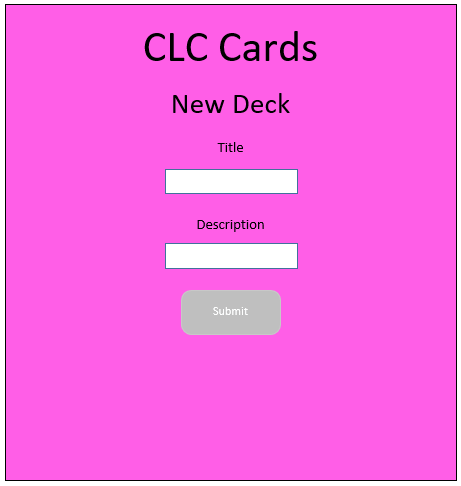 CLC Cards
New Deck
Title
Description
Submit